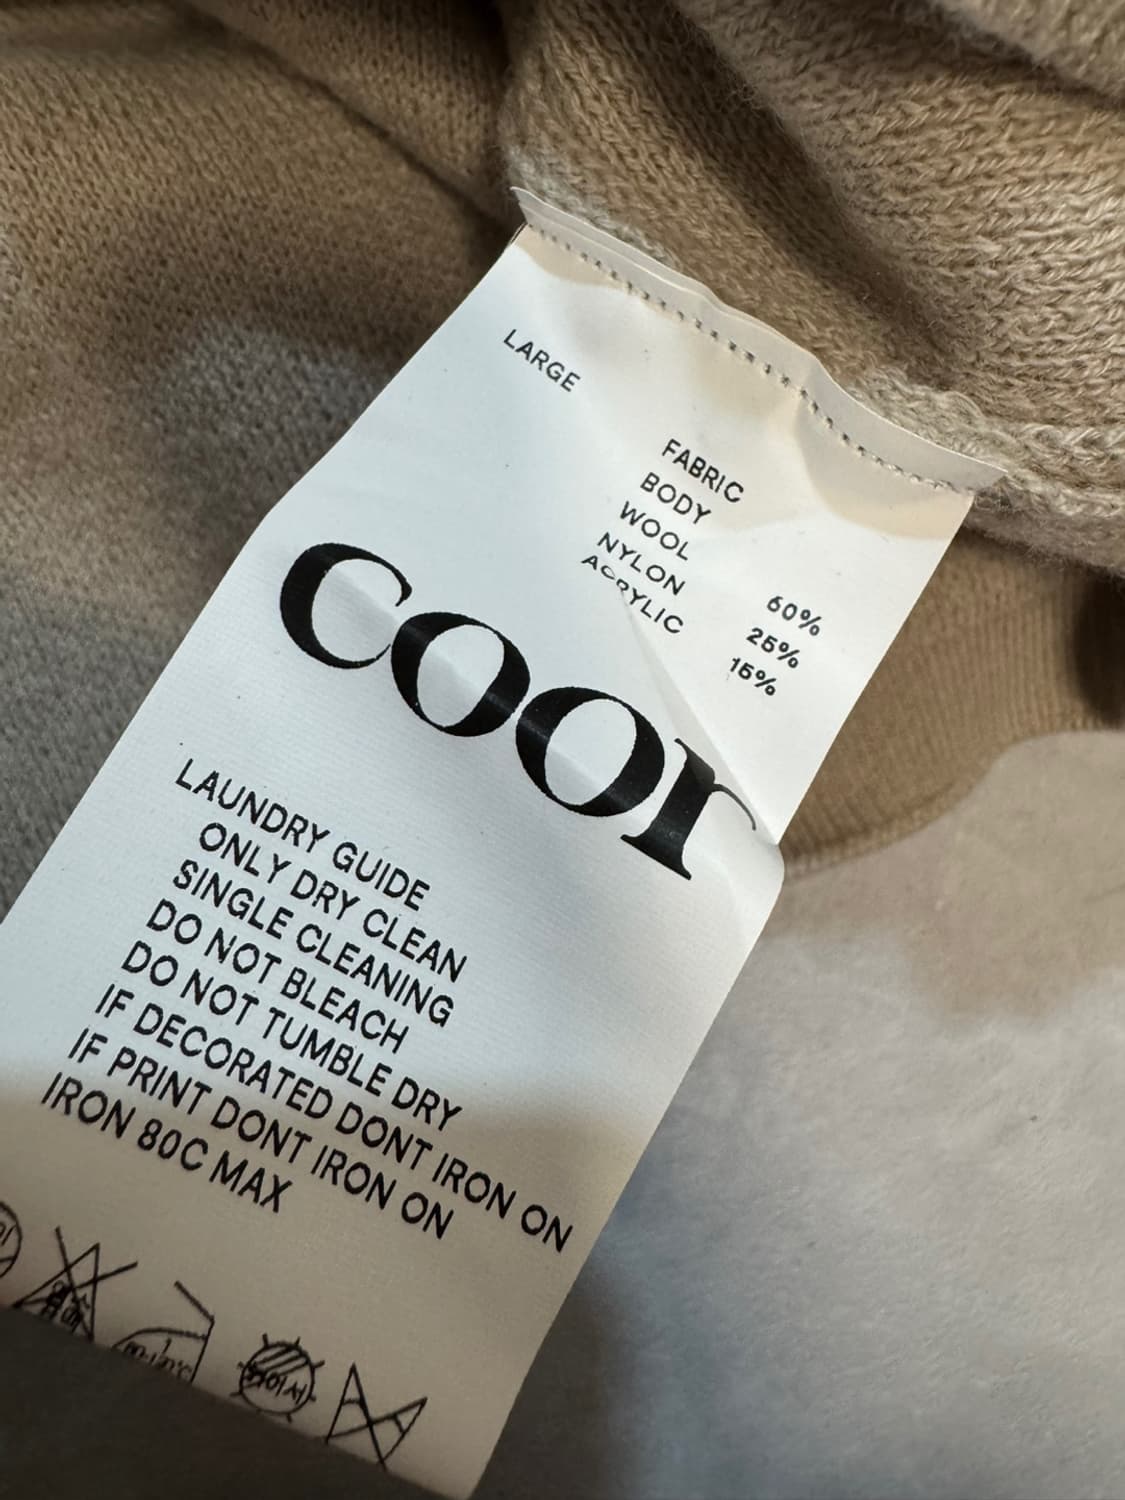 LARGE
FABRIC
BODY
WOOL 60%
NYLON 25%
ACRYLIC 15%
coor
LAUNDRY GUIDE
ONLY DRY CLEAN
SINGLE CLEANING
DO NOT BLEACH
DO NOT TUMBLE DRY
IF DECORATED DONT IRON ON
IF PRINT DONT IRON ON
IRON 80C MAX